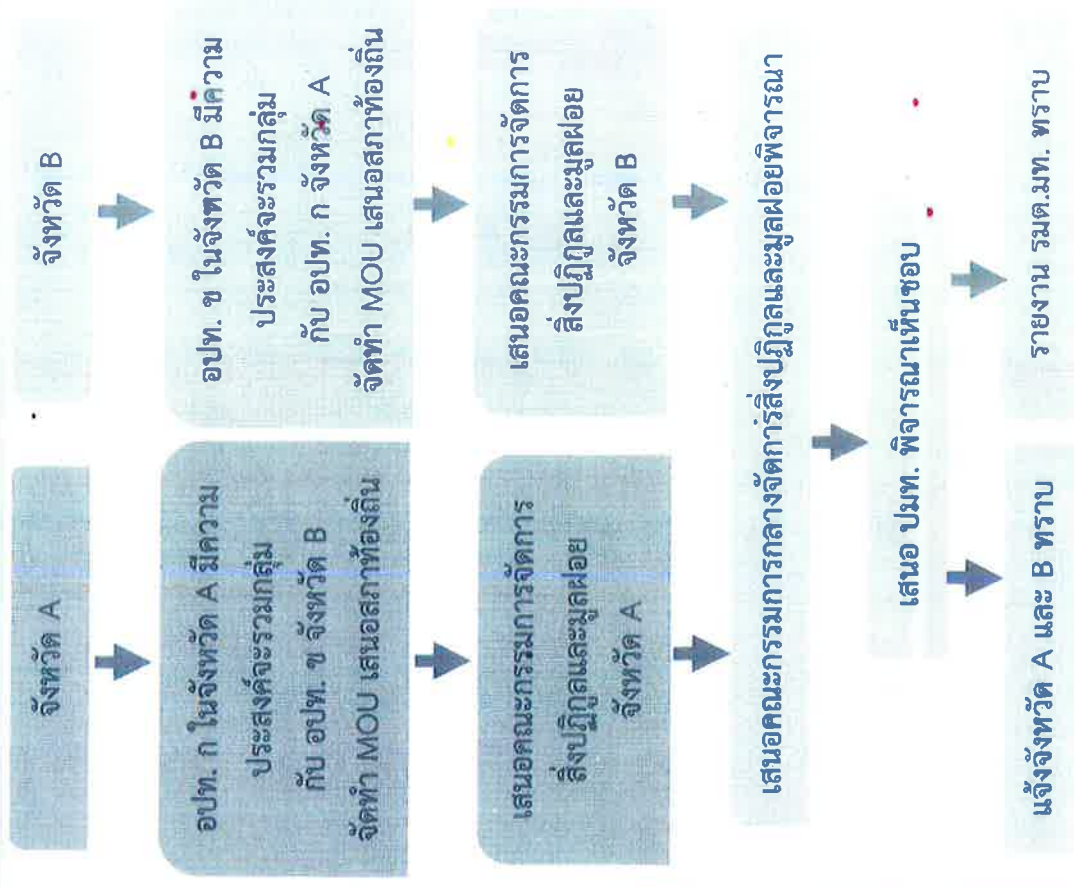 จังหวัด A
อปท. ก ในจังหวัด A มีความ
ประสงค์จะรวมกลุ่ม
กับ อปท. ข จังหวัด B
จัดทำ MOU เสนอสภาท้องถิ่น
เสนอคณะกรรมการจัดการ
สิ่งปฏิกูลและมูลฝอย
จังหวัด A
จังหวัด B
อปท. ข ในจังหวัด B มีความ
ประสงค์จะรวมกลุ่ม
กับ อปท. ก จังหวัด A
จัดทำ MOU เสนอสภาท้องถิ่น
เสนอคณะกรรมการจัดการ
สิ่งปฏิกูลและมูลฝอย
จังหวัด B
เสนอคณะกรรมการกลางจัดการสิ่งปฏิกูลและมูลฝอยพิจารณา
เสนอ ปมท. พิจารณาเห็นชอบ
แจ้งจังหวัด A และ B ทราบ
รายงาน รมต.มท. ทราบ